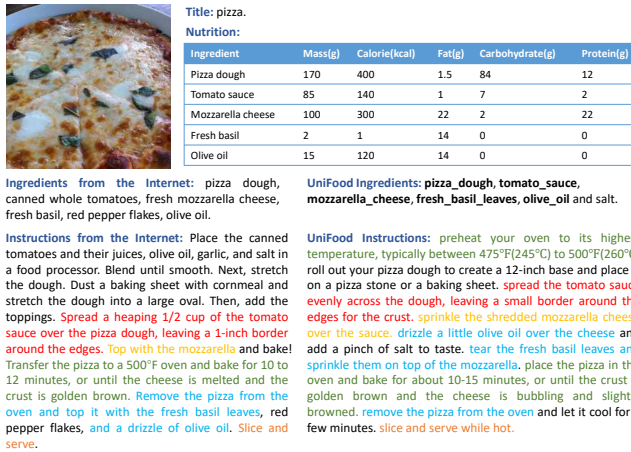 Title: pizza.
Nutrition:
Ingredient Mass(g) Calorie(kcal) Fat(g) Carbohydrate(g) Protein(g)
Pizza dough 170 400 1.5 84 12
Tomato sauce 85 140 1 7 2
Mozzarella cheese 100 300 22 2 22
Fresh basil 2 1 14 0 0
Olive oil 15 120 14 0 0
Ingredients from the Internet: pizza dough,
canned whole tomatoes, fresh mozzarella cheese,
fresh basil, red pepper flakes, olive oil.
UniFood Ingredients: pizza_dough, tomato_sauce,
mozzarella_cheese, fresh_basil_leaves, olive_oil and salt.
Instructions from the Internet: Place the canned
tomatoes and their juices, olive oil, garlic, and salt in
a food processor. Blend until smooth. Next, stretch
the dough. Dust a baking sheet with cornmeal and
stretch the dough into a large oval. Then, add the
toppings. Spread a heaping 1/2 cup of the tomato
sauce over the pizza dough, leaving a 1-inch border
around the edges. Top with the mozzarella and bake!
Transfer the pizza to a 500°F oven and bake for 10 to
12 minutes, or until the cheese is melted and the
crust is golden brown. Remove the pizza from the
oven and top it with the fresh basil leaves, red
pepper flakes, and a drizzle of olive oil. Slice and
serve.
UniFood Instructions: preheat your oven to its highe
temperature, typically between 475°F(245°C) to 500°F(260°
roll out your pizza dough to create a 12-inch base and place
on a pizza stone or a baking sheet. spread the tomato sauc
evenly across the dough, leaving a small border around th
edges for the crust. sprinkle the shredded mozzarella chees
over the sauce. drizzle a little olive oil over the cheese an
add a pinch of salt to taste. tear the fresh basil leaves an
sprinkle them on top of the mozzarella. place the pizza in th
oven and bake for about 10-15 minutes, or until the crust
golden brown and the cheese is bubbling and slight
browned. remove the pizza from the oven and let it cool for
few minutes. slice and serve while hot.